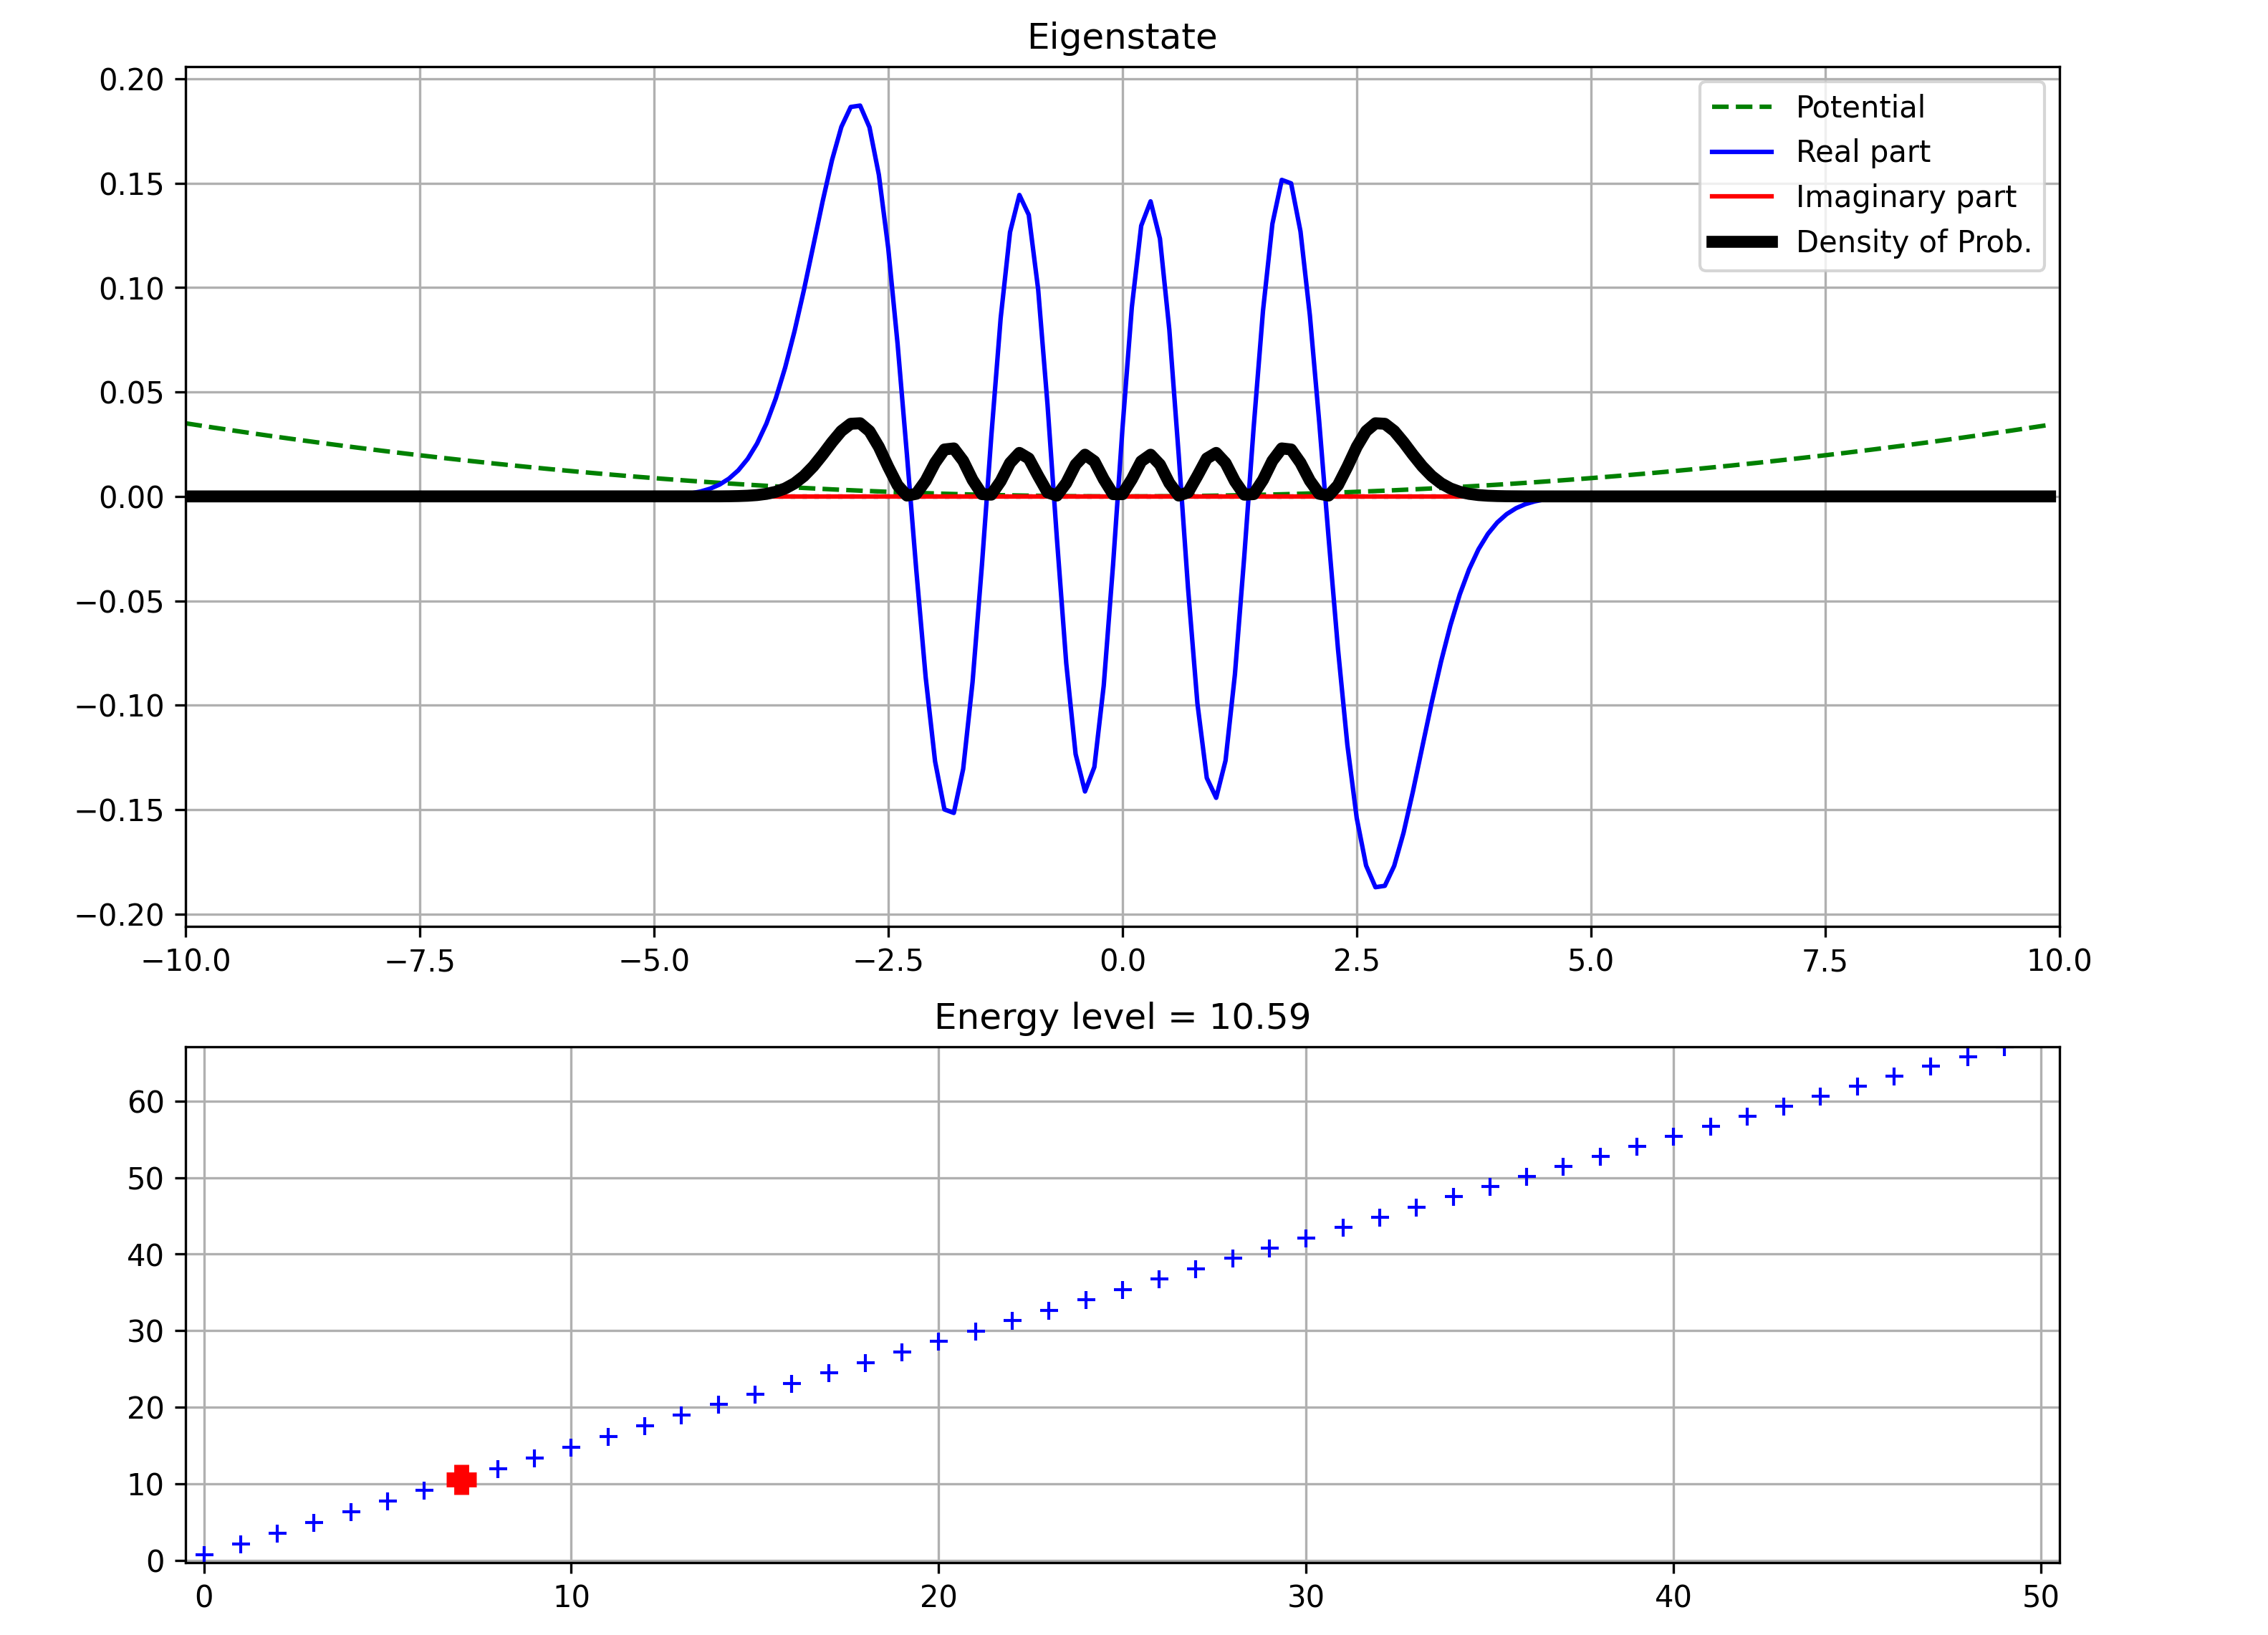 Eigenstate
0.20
0.15
0.10
0.05
0.00
−0.05
−0.10
−0.15
−0.20
Potential
Real part
Imaginary part
Density of Prob.
−10.0 −7.5 −5.0 −2.5 0.0 2.5 5.0 7.5 10.0
Energy level = 10.59
60
50
40
30
20
10
0
0 10 20 30 40 50